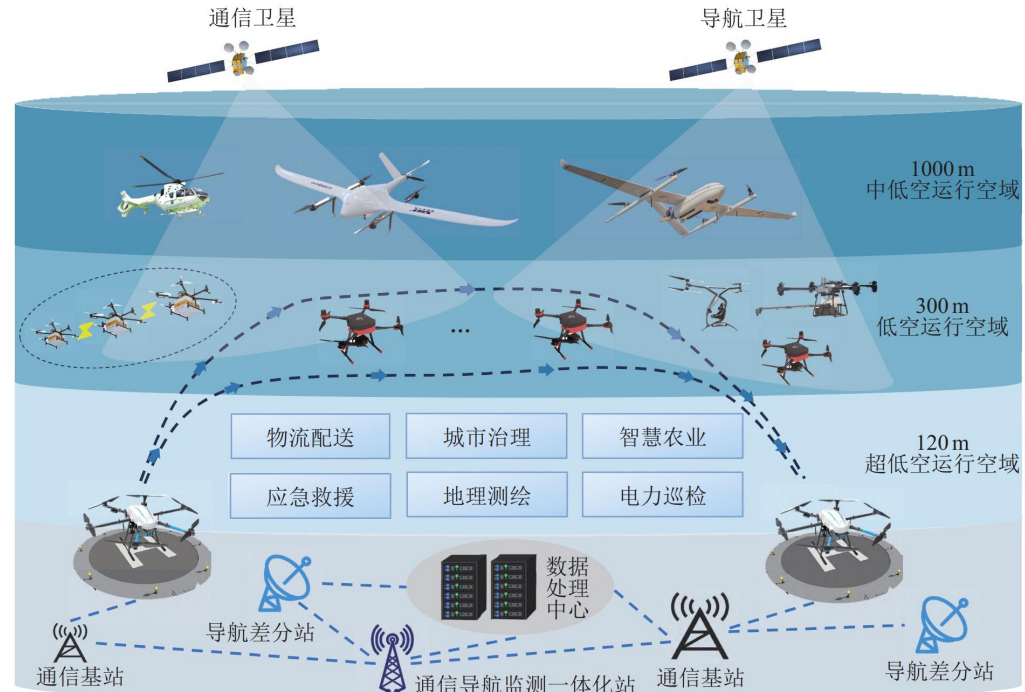 通信卫星
导航卫星
1000 m
中低空运行空域
300 m
低空运行空域
...
物流配送
城市治理
智慧农业
120 m
超低空运行空域
应急救援
地理测绘
电力巡检
数据
处理
中心
导航差分站
通信基站
通信导航监测一体化站
通信基站
导航差分站